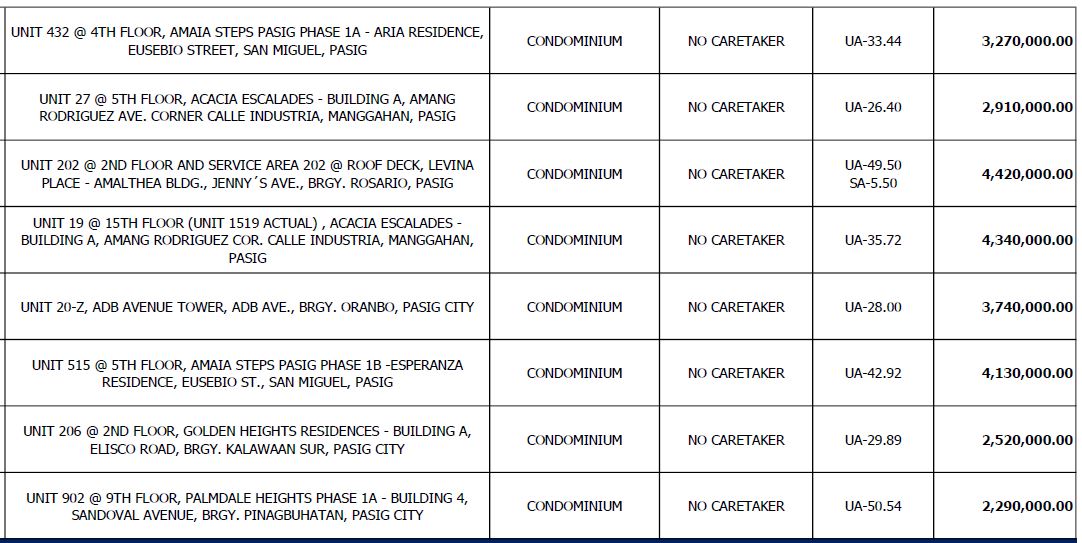 UNIT 432 @ 4TH FLOOR, AMAIA STEPS PASIG PHASE 1A - ARIA RESIDENCE,
EUSEBIO STREET, SAN MIGUEL, PASIG
CONDOMINIUM
NO CARETAKER
UA-33.44
3,270,000.00
UNIT 27 @ 5TH FLOOR, ACACIA ESCALADES - BUILDING A, AMANG
RODRIGUEZ AVE. CORNER CALLE INDUSTRIA, MANGGAHAN, PASIG
CONDOMINIUM
NO CARETAKER
UA-26.40
2,910,000.00
UNIT 202 @ 2ND FLOOR AND SERVICE AREA 202 @ ROOF DECK, LEVINA
PLACE - AMALTHEA BLDG., JENNY´S AVE., BRGY. ROSARIO, PASIG
CONDOMINIUM
NO CARETAKER
UA-49.50
SA-5.50
4,420,000.00
UNIT 19 @ 15TH FLOOR (UNIT 1519 ACTUAL) , ACACIA ESCALADES -
BUILDING A, AMANG RODRIGUEZ COR. CALLE INDUSTRIA, MANGGAHAN,
PASIG
CONDOMINIUM
NO CARETAKER
UA-35.72
4,340,000.00
UNIT 20-Z, ADB AVENUE TOWER, ADB AVE., BRGY. ORANBO, PASIG CITY
CONDOMINIUM
NO CARETAKER
UA-28.00
3,740,000.00
UNIT 515 @ 5TH FLOOR, AMAIA STEPS PASIG PHASE 1B -ESPERANZA
RESIDENCE, EUSEBIO ST., SAN MIGUEL, PASIG
CONDOMINIUM
NO CARETAKER
UA-42.92
4,130,000.00
UNIT 206 @ 2ND FLOOR, GOLDEN HEIGHTS RESIDENCES - BUILDING A,
ELISCO ROAD, BRGY. KALAWAAN SUR, PASIG CITY
CONDOMINIUM
NO CARETAKER
UA-29.89
2,520,000.00
UNIT 902 @ 9TH FLOOR, PALMDALE HEIGHTS PHASE 1A - BUILDING 4,
SANDOVAL AVENUE, BRGY. PINAGBUHATAN, PASIG CITY
CONDOMINIUM
NO CARETAKER
UA-50.54
2,290,000.00